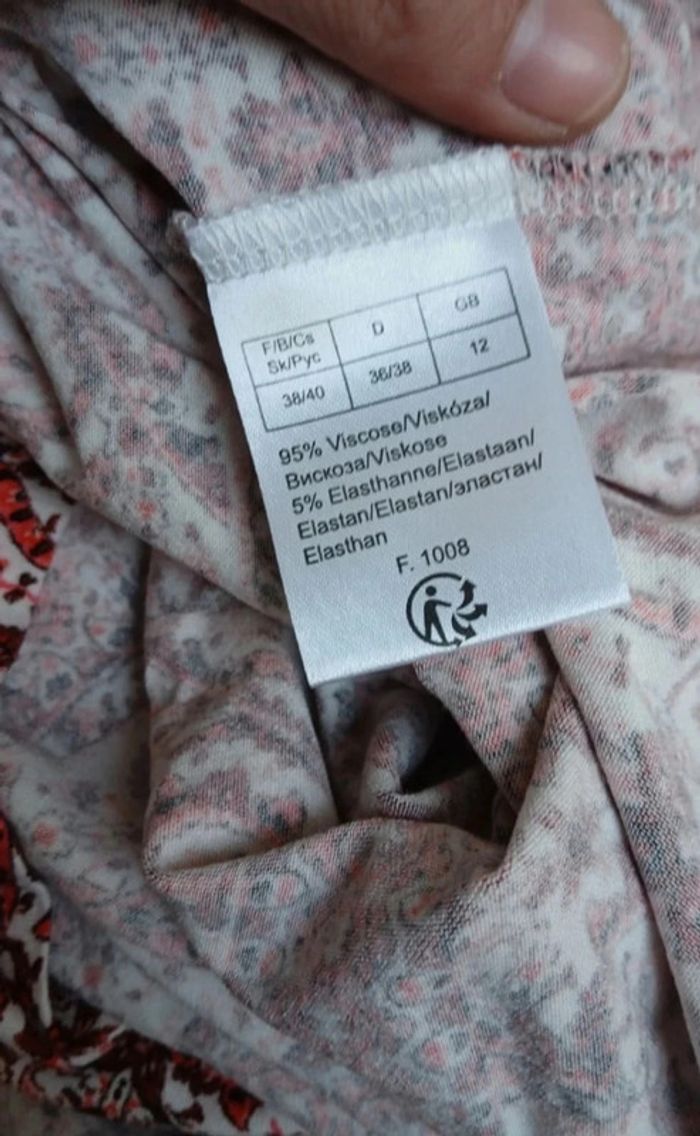 F/B/Cs D GB
Sk/Рус
38/40 36/38 12
95% Viscose/Viskóza/
Вискоза/Viskose
5% Elasthanne/Elastaan/
Elastan/Elastan/эластан/
Elasthan
F. 1008